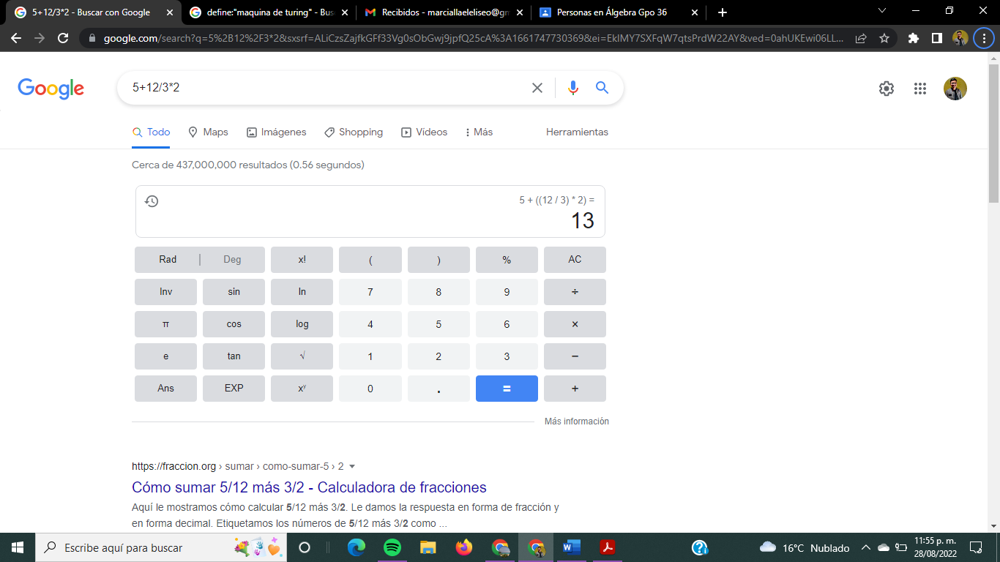 5+12/3*2 - Buscar con Google
define:"maquina de turing" - Bus
Recibidos - marciallaeleliseo@gm
Personas en Álgebra Gpo 36
google.com/search?q=5%2B12%2F3*2&sxsrf=ALiCzsZajfkGFf33Vg0sObGwj9jpfQ25cA%3A1661747730369&ei=EkIMY7SXFqW7qtsPrdW22AY&ved=0ahUKEwi06LL...
Google
5+12/3*2
Todo
Maps
Imágenes
Shopping
Vídeos
Más
Herramientas
Cerca de 437,000,000 resultados (0.56 segundos)
5 + ((12 / 3) * 2) =
13
Rad | Deg x! ( ) % AC
Inv sin ln 7 8 9 ÷
π cos log 4 5 6 ×
e tan √ 1 2 3 −
Ans EXP xʸ 0 . = +
Más información
https://fraccion.org › sumar › como-sumar-5 › 2
Cómo sumar 5/12 más 3/2 - Calculadora de fracciones
Aquí le mostramos cómo calcular 5/12 más 3/2. Le damos la respuesta en forma de fracción y
en forma decimal. Etiquetamos los números de 5/12 más 3/2 como ...
Escribe aquí para buscar
16°C Nublado
11:55 p. m.
28/08/2022